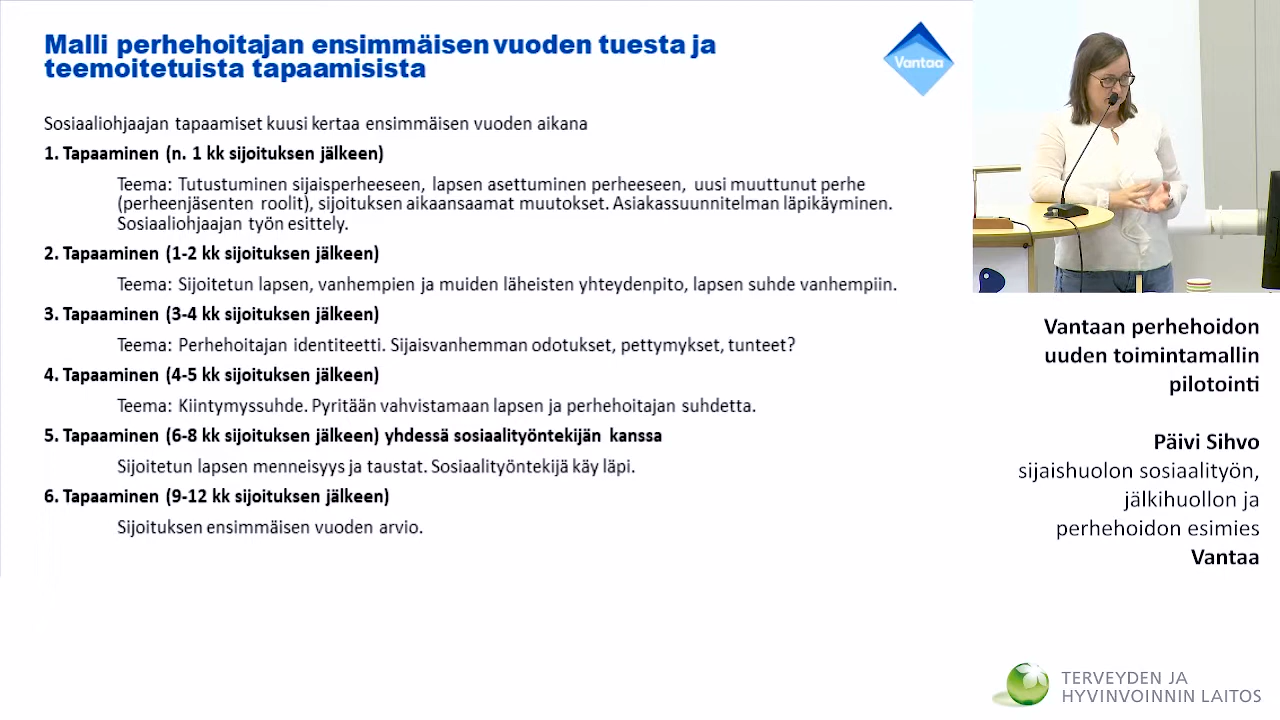 Malli perhehoitajan ensimmäisen vuoden tuesta ja
teemoitetuista tapaamisista
Vantaa
Sosiaaliohjaajan tapaamiset kuusi kertaa ensimmäisen vuoden aikana
1. Tapaaminen (n. 1 kk sijoituksen jälkeen)
Teema: Tutustuminen sijaisperheeseen, lapsen asettuminen perheeseen, uusi muuttunut perhe
(perheenjäsenten roolit), sijoituksen aikaansaamat muutokset. Asiakassuunnitelman läpikäyminen.
Sosiaaliohjaajan työn esittely.
2. Tapaaminen (1-2 kk sijoituksen jälkeen)
Teema: Sijoitetun lapsen, vanhempien ja muiden läheisten yhteydenpito, lapsen suhde vanhempiin.
3. Tapaaminen (3-4 kk sijoituksen jälkeen)
Teema: Perhehoitajan identiteetti. Sijaisvanhemman odotukset, pettymykset, tunteet?
4. Tapaaminen (4-5 kk sijoituksen jälkeen)
Teema: Kiintymyssuhde. Pyritään vahvistamaan lapsen ja perhehoitajan suhdetta.
5. Tapaaminen (6-8 kk sijoituksen jälkeen) yhdessä sosiaalityöntekijän kanssa
Sijoitetun lapsen menneisyys ja taustat. Sosiaalityöntekijä käy läpi.
6. Tapaaminen (9-12 kk sijoituksen jälkeen)
Sijoituksen ensimmäisen vuoden arvio.
Vantaan perhehoidon
uuden toimintamallin
pilotointi
Päivi Sihvo
sijaishuolon sosiaalityön,
jälkihuollon ja
perhehoidon esimies
Vantaa
TERVEYDEN JA
HYVINVOINNIN LAITOS